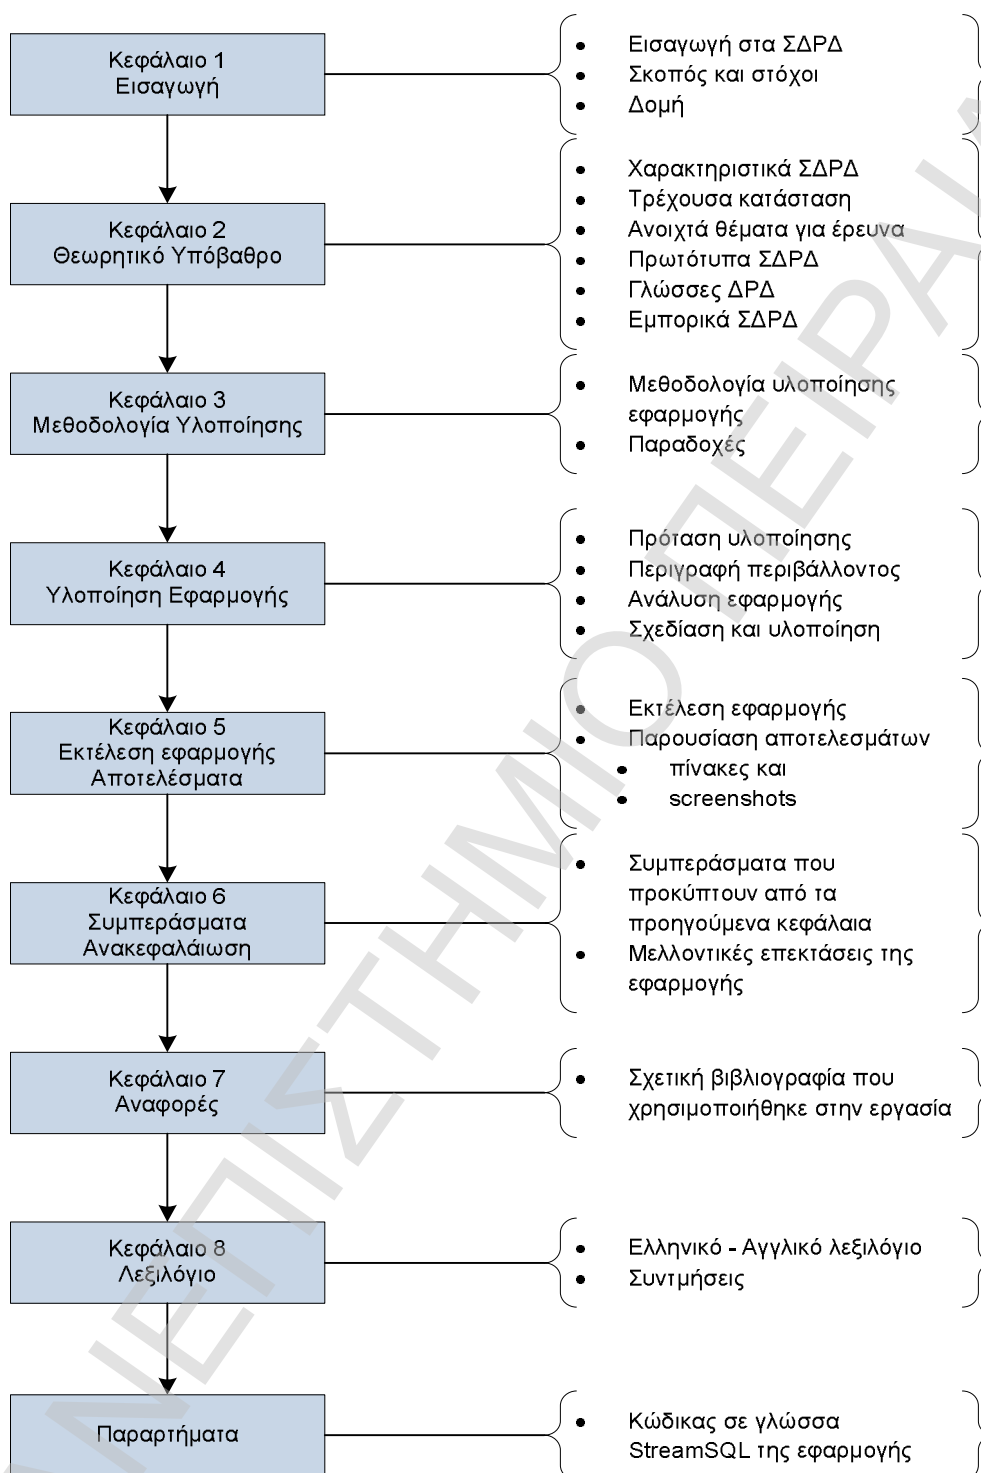 Κεφάλαιο 1
Εισαγωγή
• Εισαγωγή στα ΣΔΡΔ
• Σκοπός και στόχοι
• Δομή
Κεφάλαιο 2
Θεωρητικό Υπόβαθρο
• Χαρακτηριστικά ΣΔΡΔ
• Τρέχουσα κατάσταση
• Ανοιχτά θέματα για έρευνα
• Πρωτότυπα ΣΔΡΔ
• Γλώσσες ΔΡΔ
• Εμπορικά ΣΔΡΔ
Κεφάλαιο 3
Μεθοδολογία Υλοποίησης
• Μεθοδολογία υλοποίησης
εφαρμογής
• Παραδοχές
Κεφάλαιο 4
Υλοποίηση Εφαρμογής
• Πρόταση υλοποίησης
• Περιγραφή περιβάλλοντος
• Ανάλυση εφαρμογής
• Σχεδίαση και υλοποίηση
Κεφάλαιο 5
Εκτέλεση εφαρμογής
Αποτελέσματα
• Εκτέλεση εφαρμογής
• Παρουσίαση αποτελεσμάτων
• πίνακες και
• screenshots
Κεφάλαιο 6
Συμπεράσματα
Ανακεφαλάιωση
• Συμπεράσματα που
προκύπτουν από τα
προηγούμενα κεφάλαια
• Μελλοντικές επεκτάσεις της
εφαρμογής
Κεφάλαιο 7
Αναφορές
• Σχετική βιβλιογραφία που
χρησιμοποιήθηκε στην εργασία
Κεφάλαιο 8
Λεξιλόγιο
• Ελληνικό - Αγγλικό λεξιλόγιο
• Συντμήσεις
Παραρτήματα
• Κώδικας σε γλώσσα
StreamSQL της εφαρμογής
ΑΝΕΠΙΣΤΗΜΙΟ ΠΕΙΡΑΙ